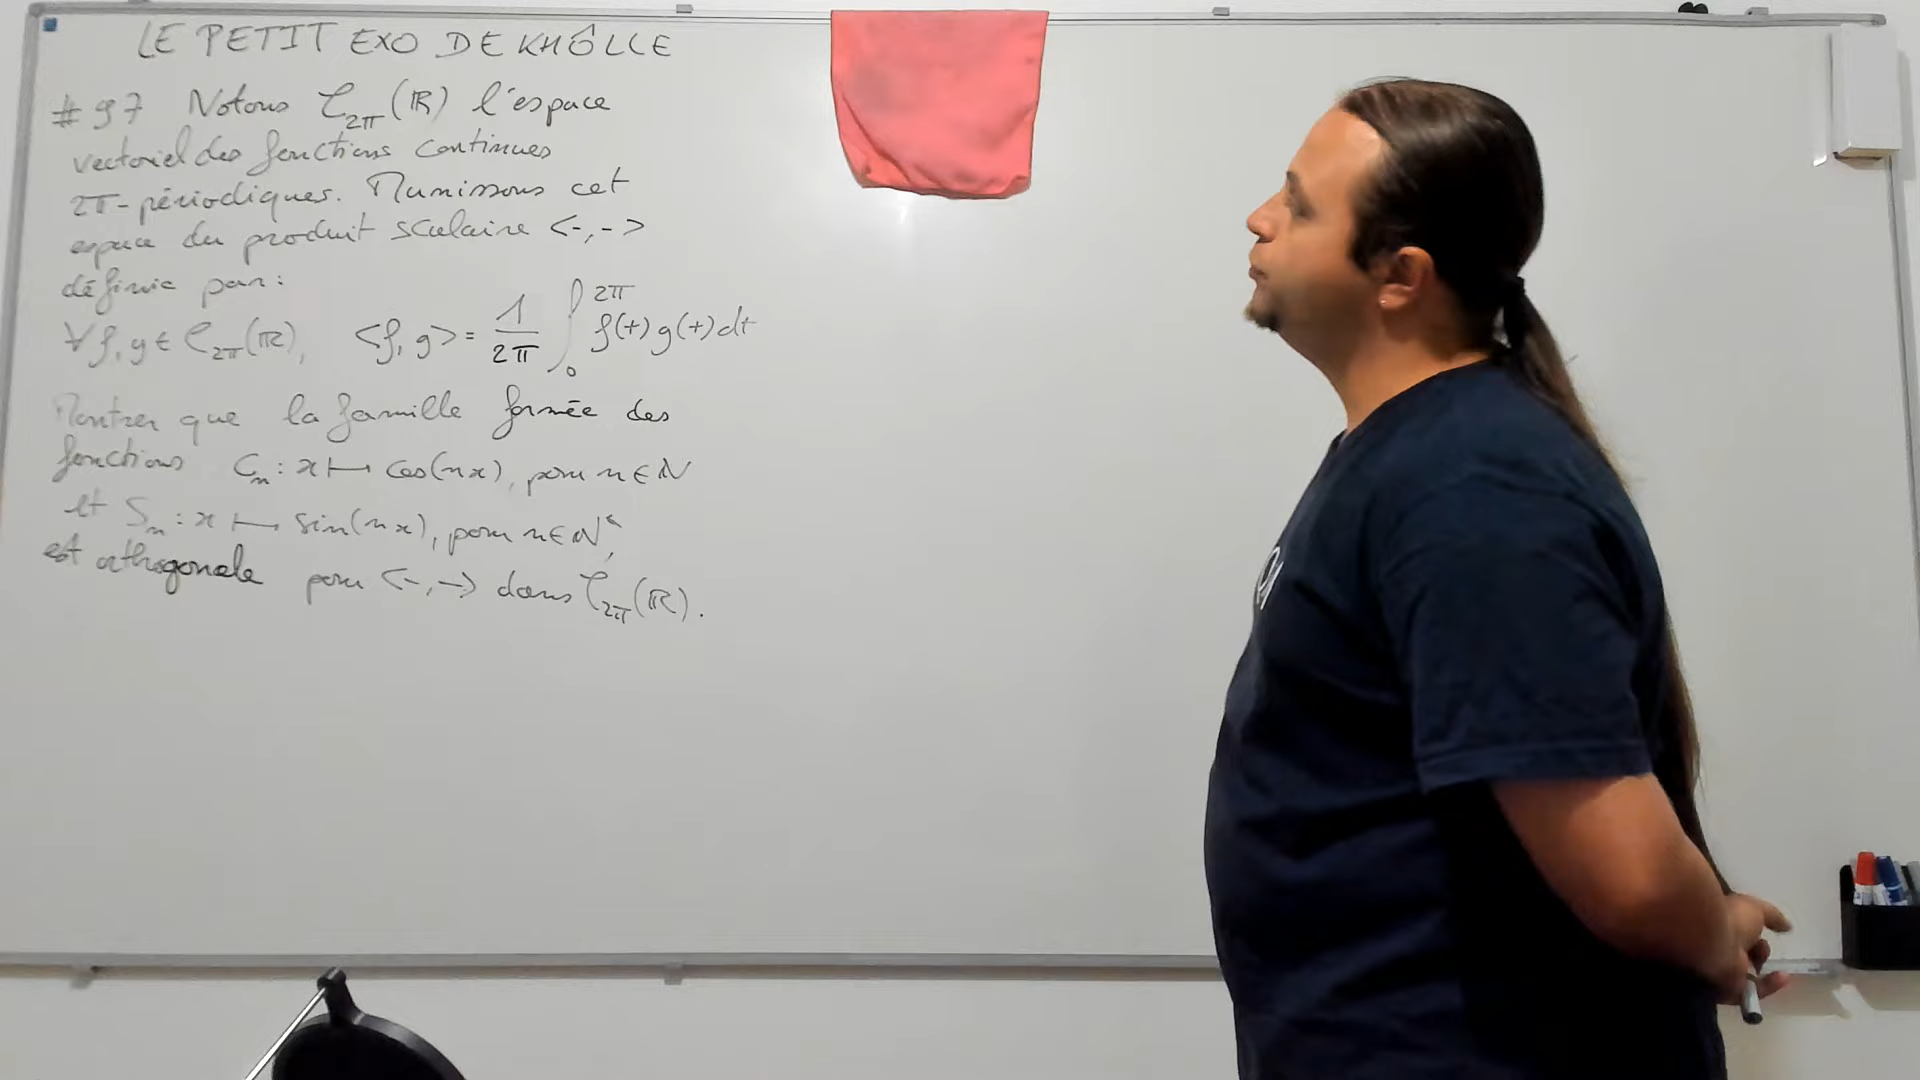 LE PETIT EXO DE KHÔLLE
#97 Notons C₂π(ℝ) l'espace
vectoriel des fonctions continues
2π-périodiques. Munissons cet
espace du produit scalaire <-,->
définie par:
∀f,g ∈ C₂π(ℝ), <f,g> = 1/2π ∫₀^2π f(t)g(t)dt
Montrer que la famille formée des
fonctions Cₙ : x ↦ cos(nx), pour n ∈ ℕ
et Sₙ : x ↦ sin(nx), pour n ∈ ℕ*,
est orthogonale pour <-,-> dans C₂π(ℝ).